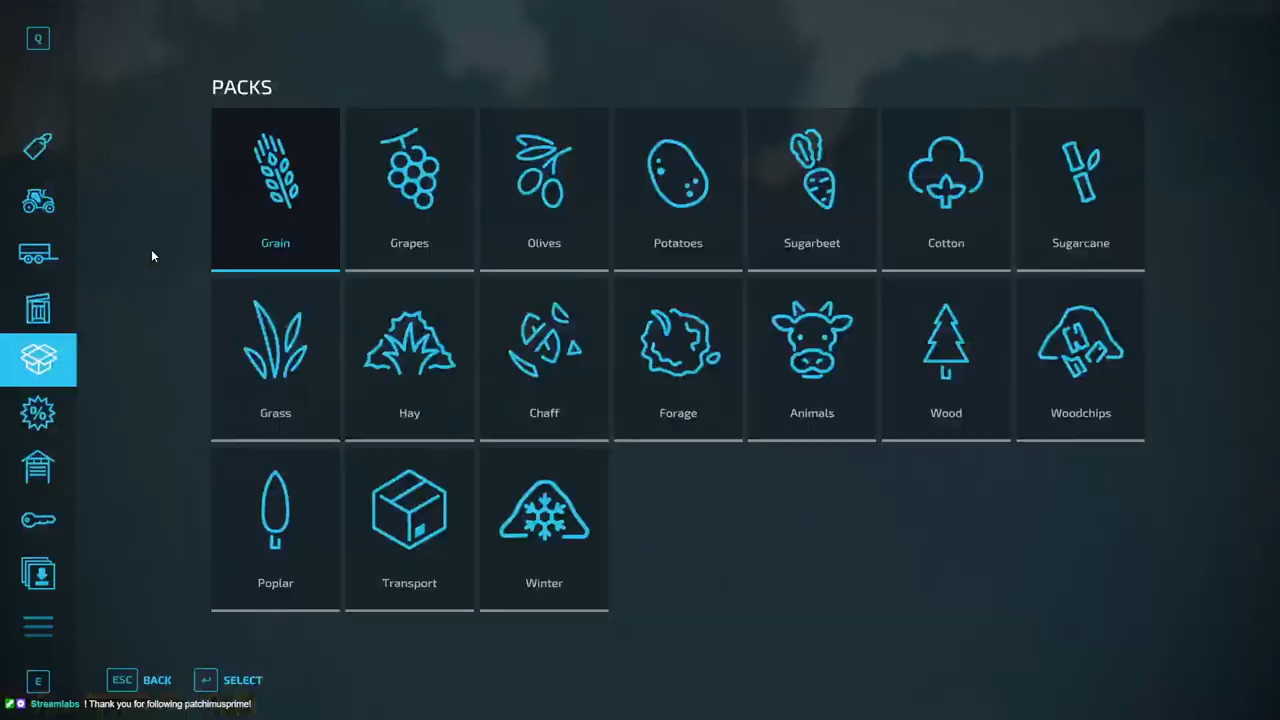 Q
PACKS
Grain Grapes Olives Potatoes Sugarbeet Cotton Sugarcane
Grass Hay Chaff Forage Animals Wood Woodchips
%
Poplar Transport Winter
E
ESC BACK SELECT
Streamlabs ! Thank you for following patchimusprime!